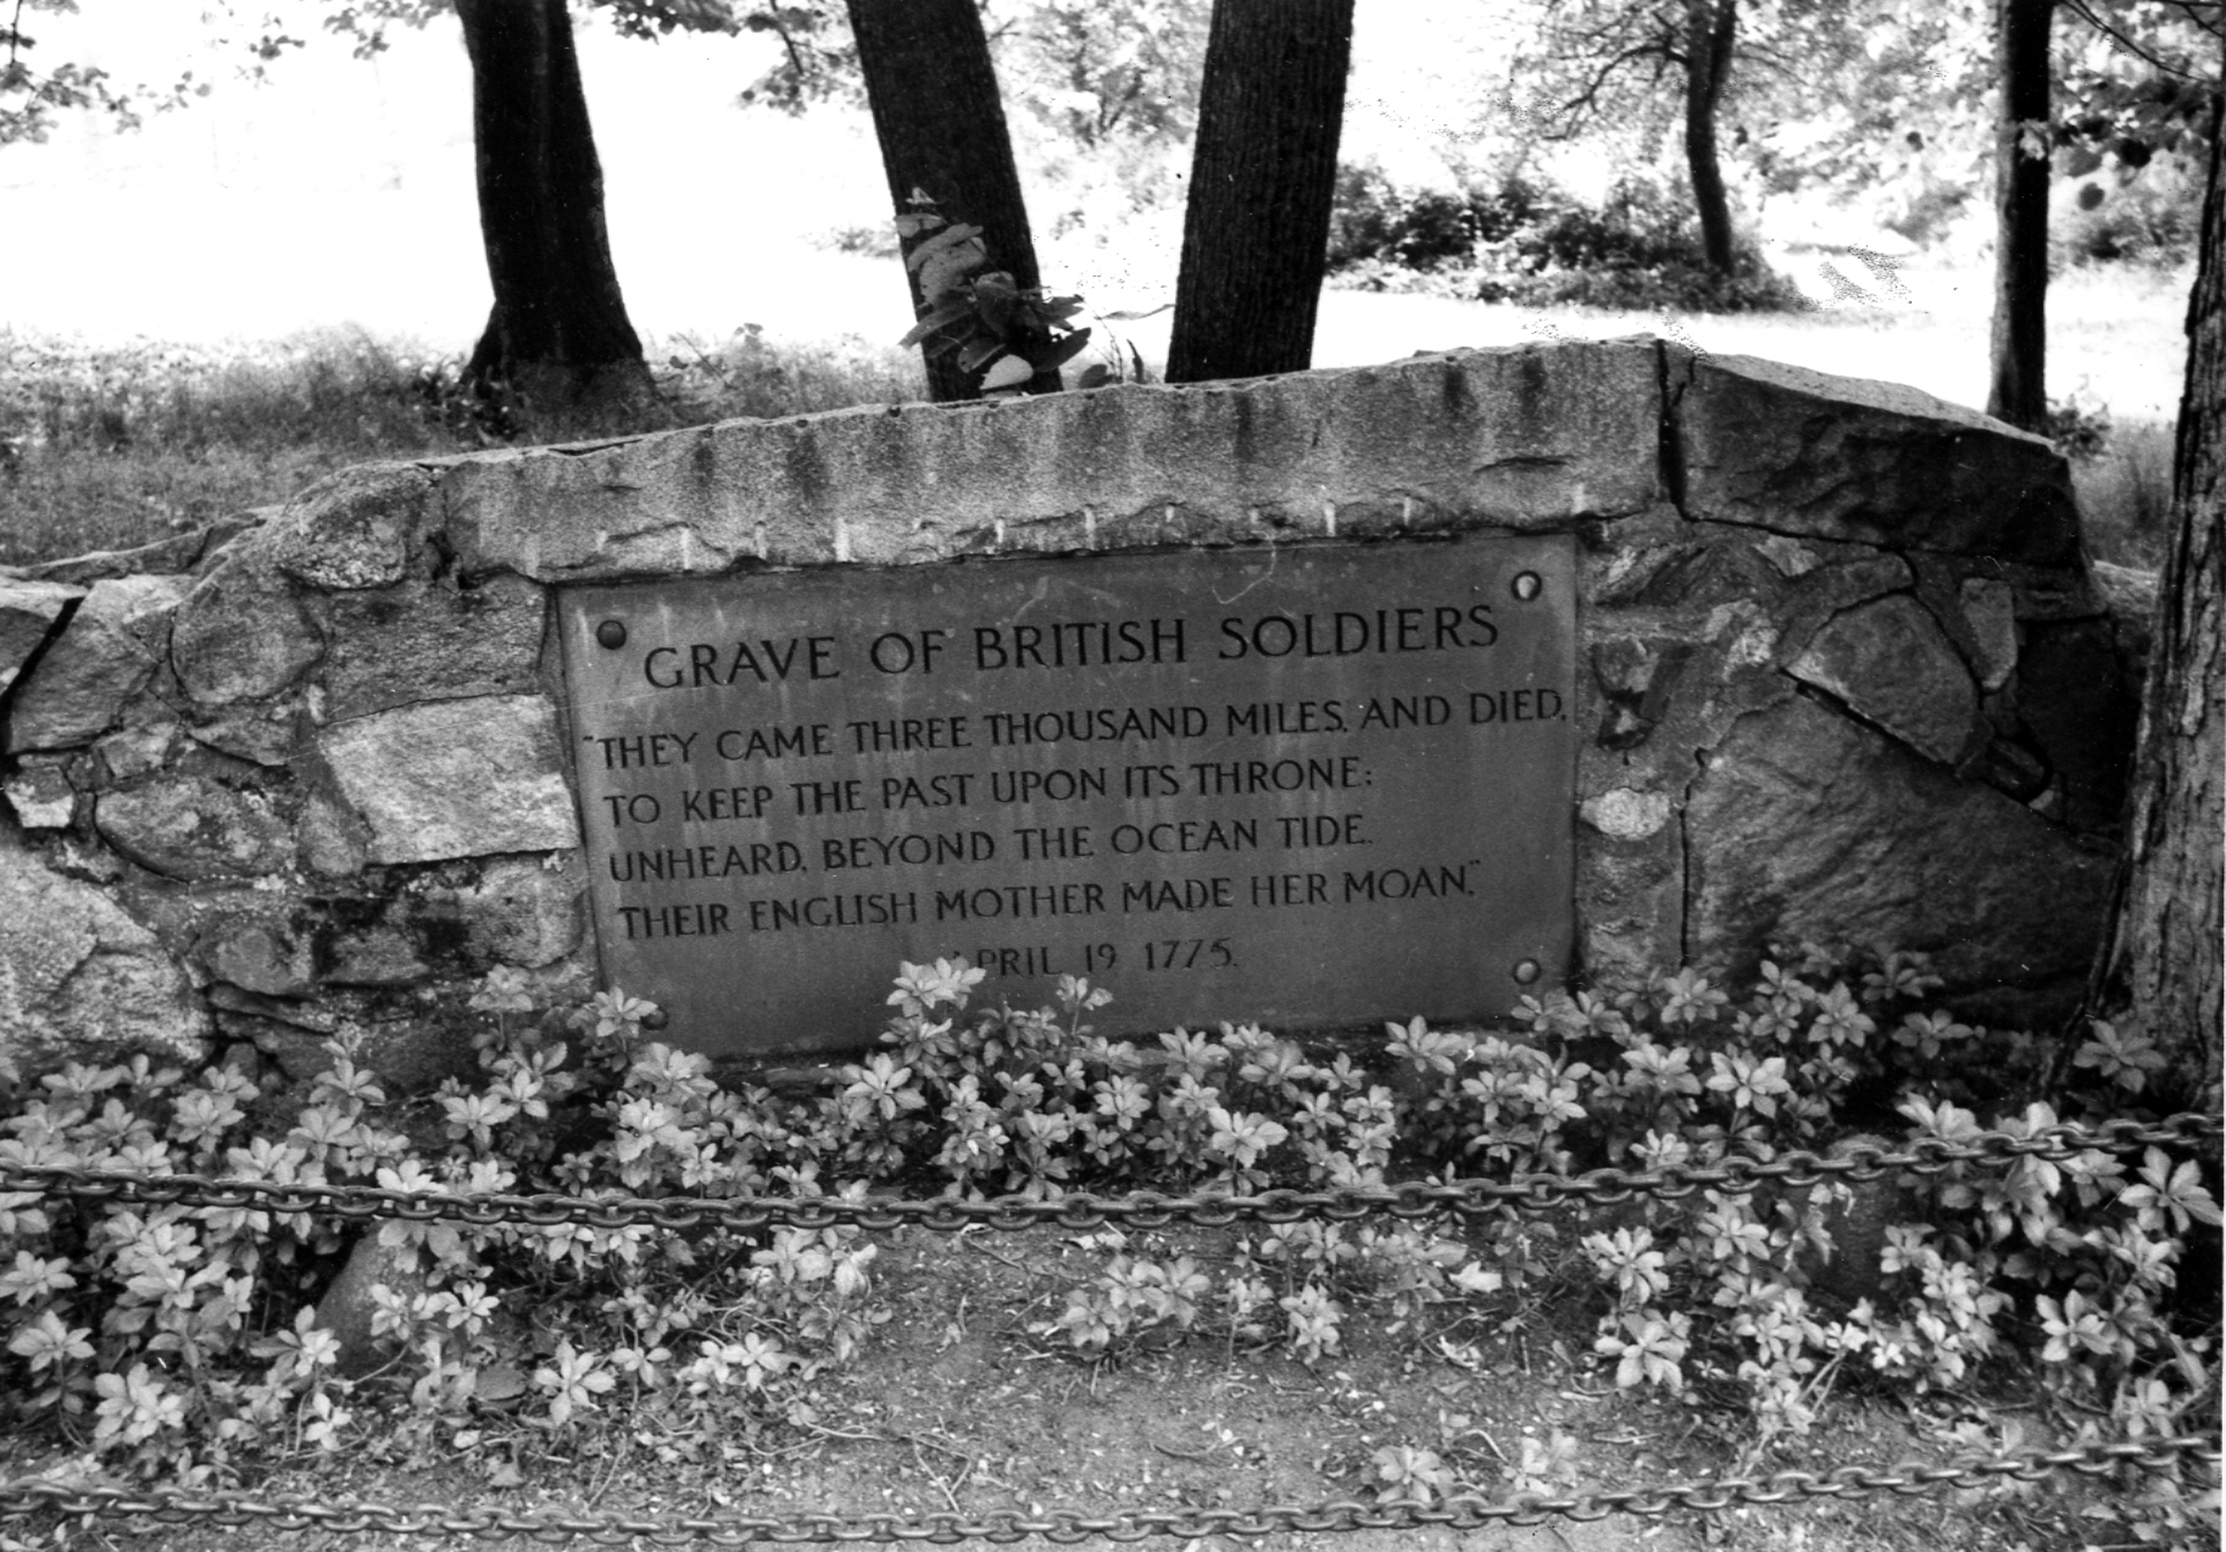 GRAVE OF BRITISH SOLDIERS
"THEY CAME THREE THOUSAND MILES, AND DIED,
TO KEEP THE PAST UPON ITS THRONE:
UNHEARD, BEYOND THE OCEAN TIDE,
THEIR ENGLISH MOTHER MADE HER MOAN."
APRIL 19 1775.